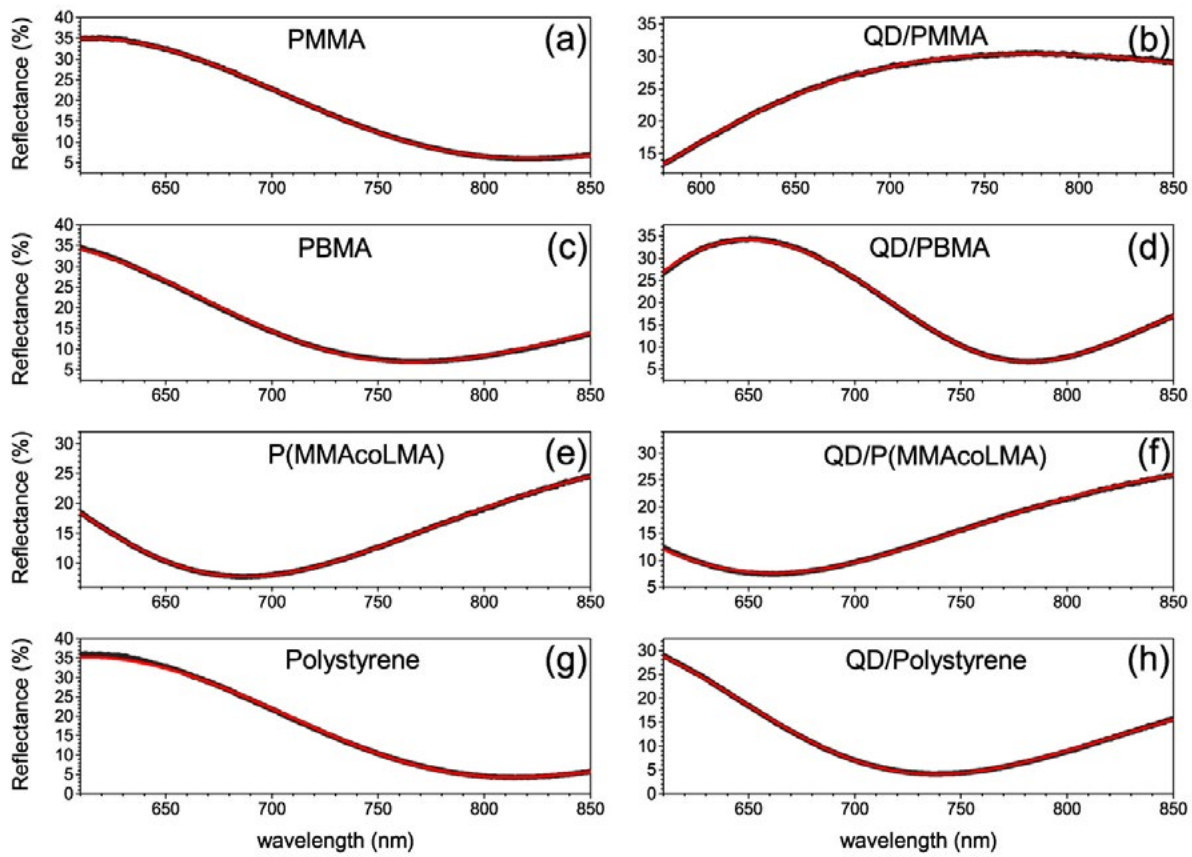 PMMA (a)
Reflectance (%)
40
35
30
25
20
15
10
5
650 700 750 800 850
QD/PMMA (b)
35
30
25
20
15
600 650 700 750 800 850
PBMA (c)
Reflectance (%)
40
35
30
25
20
15
10
5
650 700 750 800 850
QD/PBMA (d)
35
30
25
20
15
10
5
650 700 750 800 850
P(MMAcoLMA) (e)
Reflectance (%)
30
25
20
15
10
650 700 750 800 850
QD/P(MMAcoLMA) (f)
30
25
20
15
10
5
650 700 750 800 850
Polystyrene (g)
Reflectance (%)
40
35
30
25
20
15
10
5
0
650 700 750 800 850
wavelength (nm)
QD/Polystyrene (h)
30
25
20
15
10
5
0
650 700 750 800 850
wavelength (nm)